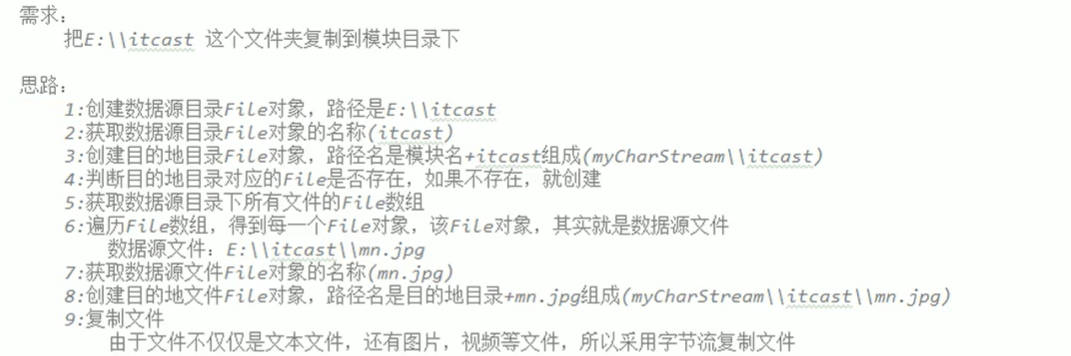 需求：
把E:\\itcast 这个文件夹复制到模块目录下
思路：
1:创建数据源目录File对象，路径是E:\\itcast
2:获取数据源目录File对象的名称(itcast)
3:创建目的地目录File对象，路径名是模块名+itcast组成(myCharStream\\itcast)
4:判断目的地目录对应的File是否存在，如果不存在，就创建
5:获取数据源目录下所有文件的File数组
6:遍历File数组，得到每一个File对象，该File对象，其实就是数据源文件
数据源文件：E:\\itcast\\mn.jpg
7:获取数据源文件File对象的名称(mn.jpg)
8:创建目的地文件File对象，路径名是目的地目录+mn.jpg组成(myCharStream\\itcast\\mn.jpg)
9:复制文件
由于文件不仅仅是文本文件，还有图片，视频等文件，所以采用字节流复制文件